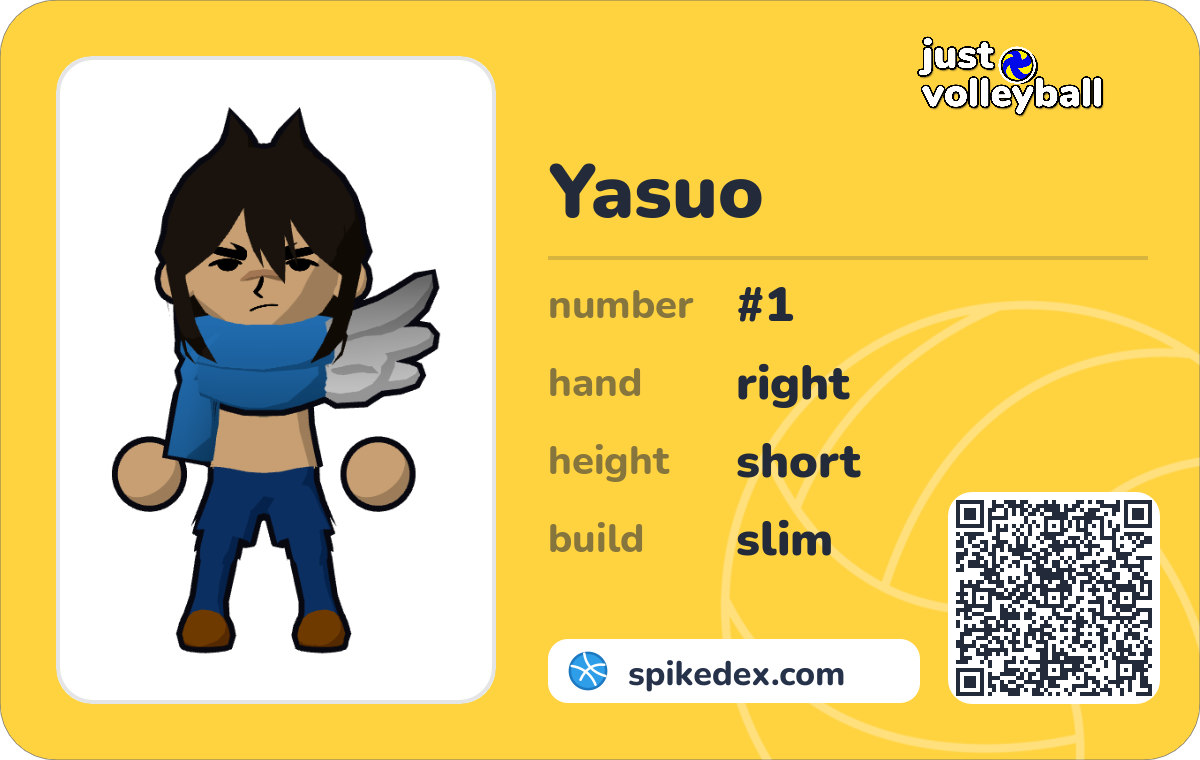 just
volleyball
Yasuo
number #1
hand right
height short
build slim
spikedex.com